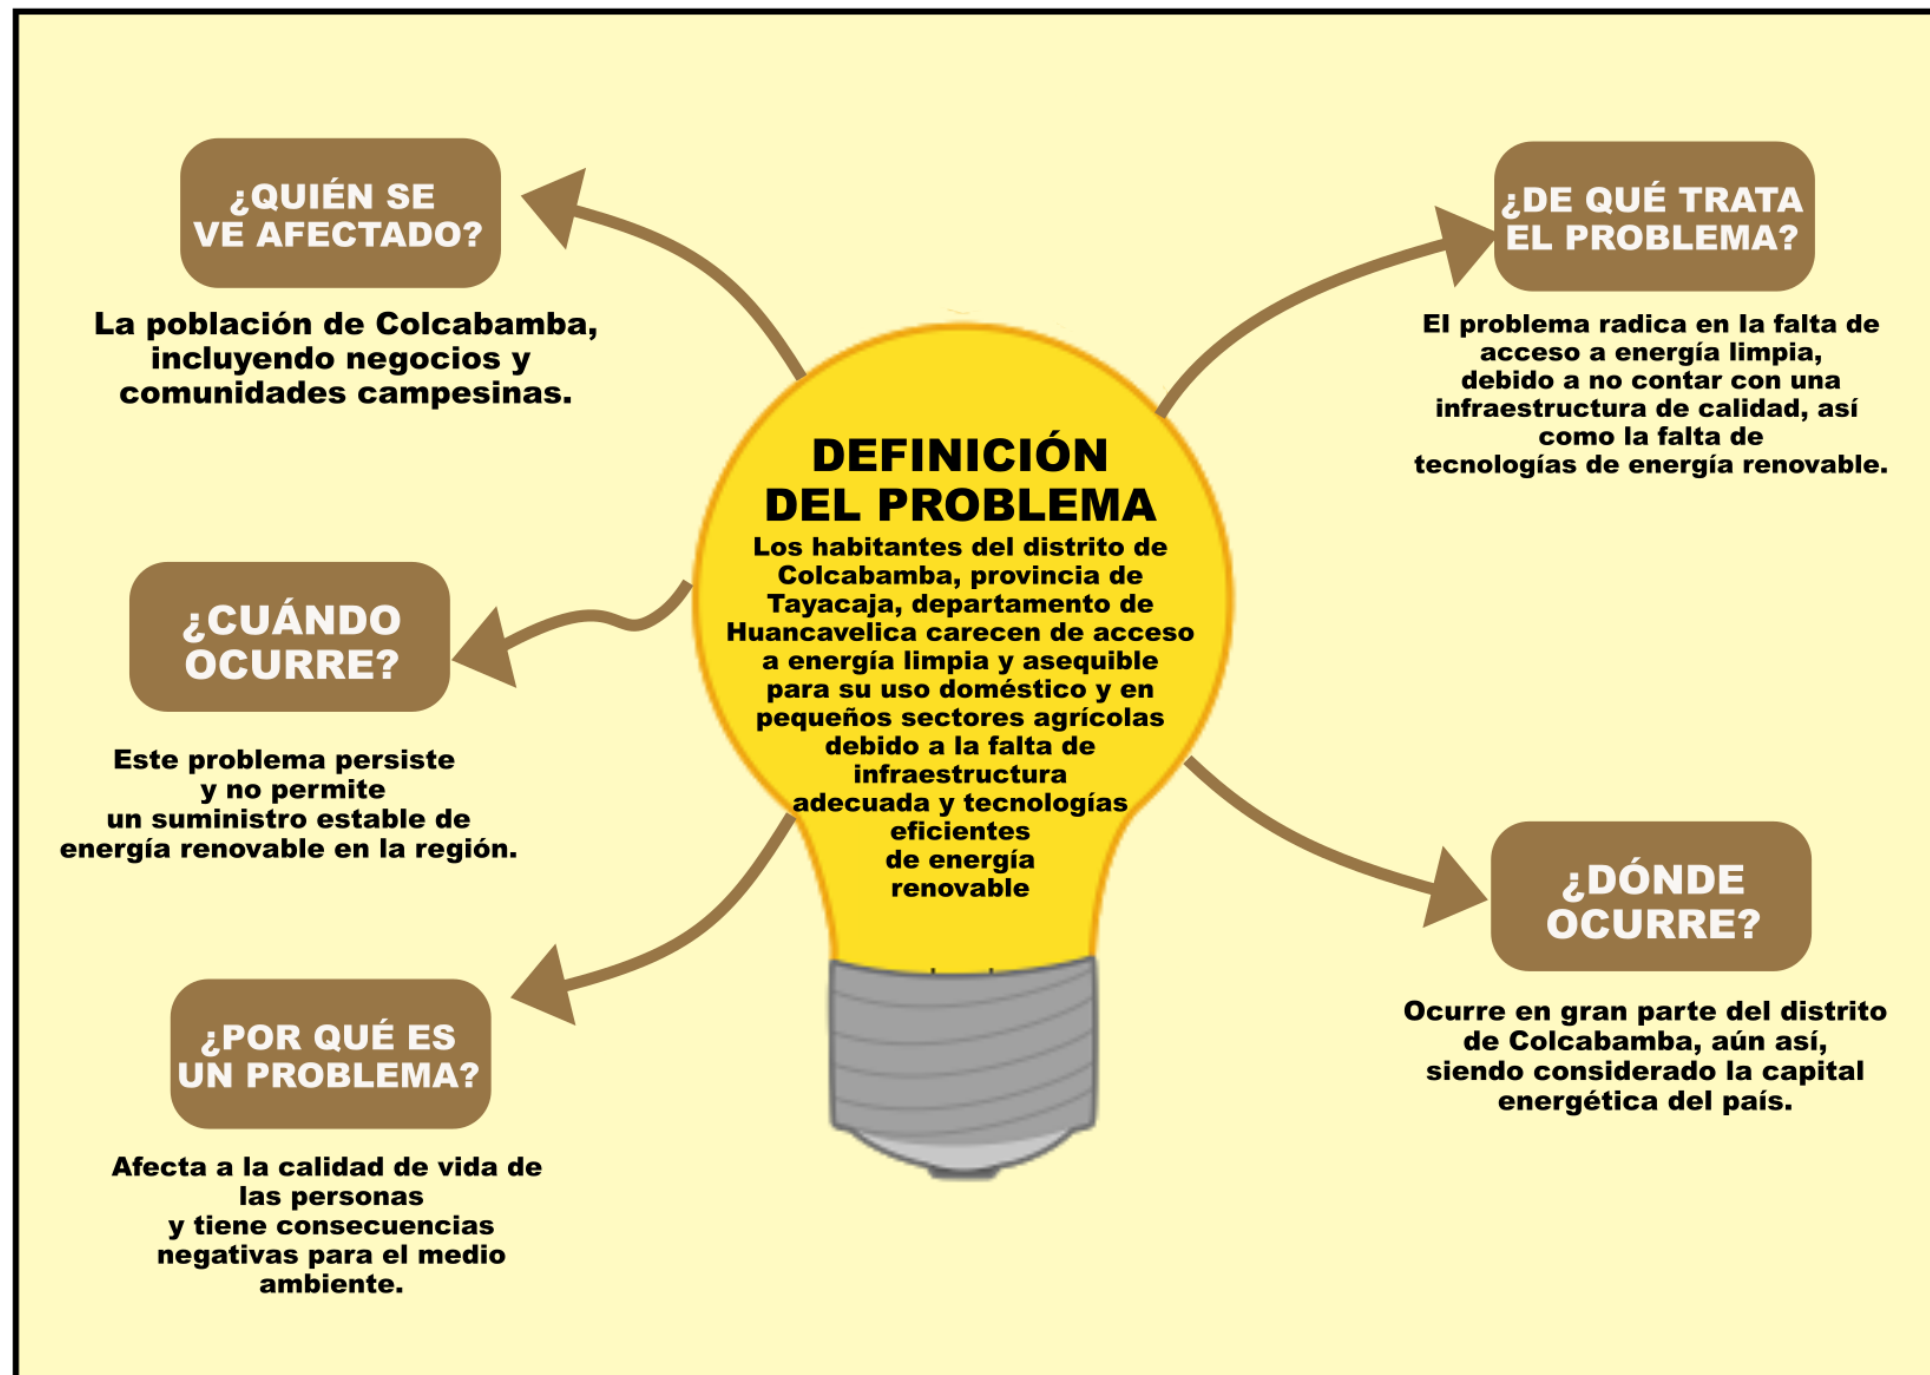 ¿QUIÉN SE
VE AFECTADO?
La población de Colcabamba,
incluyendo negocios y
comunidades campesinas.
¿CUÁNDO
OCURRE?
Este problema persiste
y no permite
un suministro estable de
energía renovable en la región.
¿POR QUÉ ES
UN PROBLEMA?
Afecta a la calidad de vida de
las personas
y tiene consecuencias
negativas para el medio
ambiente.
DEFINICIÓN
DEL PROBLEMA
Los habitantes del distrito de
Colcabamba, provincia de
Tayacaja, departamento de
Huancavelica carecen de acceso
a energía limpia y asequible
para su uso doméstico y en
pequeños sectores agrícolas
debido a la falta de
infraestructura
adecuada y tecnologías
eficientes
de energía
renovable
¿DE QUÉ TRATA
EL PROBLEMA?
El problema radica en la falta de
acceso a energía limpia,
debido a no contar con una
infraestructura de calidad, así
como la falta de
tecnologías de energía renovable.
¿DÓNDE
OCURRE?
Ocurre en gran parte del distrito
de Colcabamba, aún así,
siendo considerado la capital
energética del país.